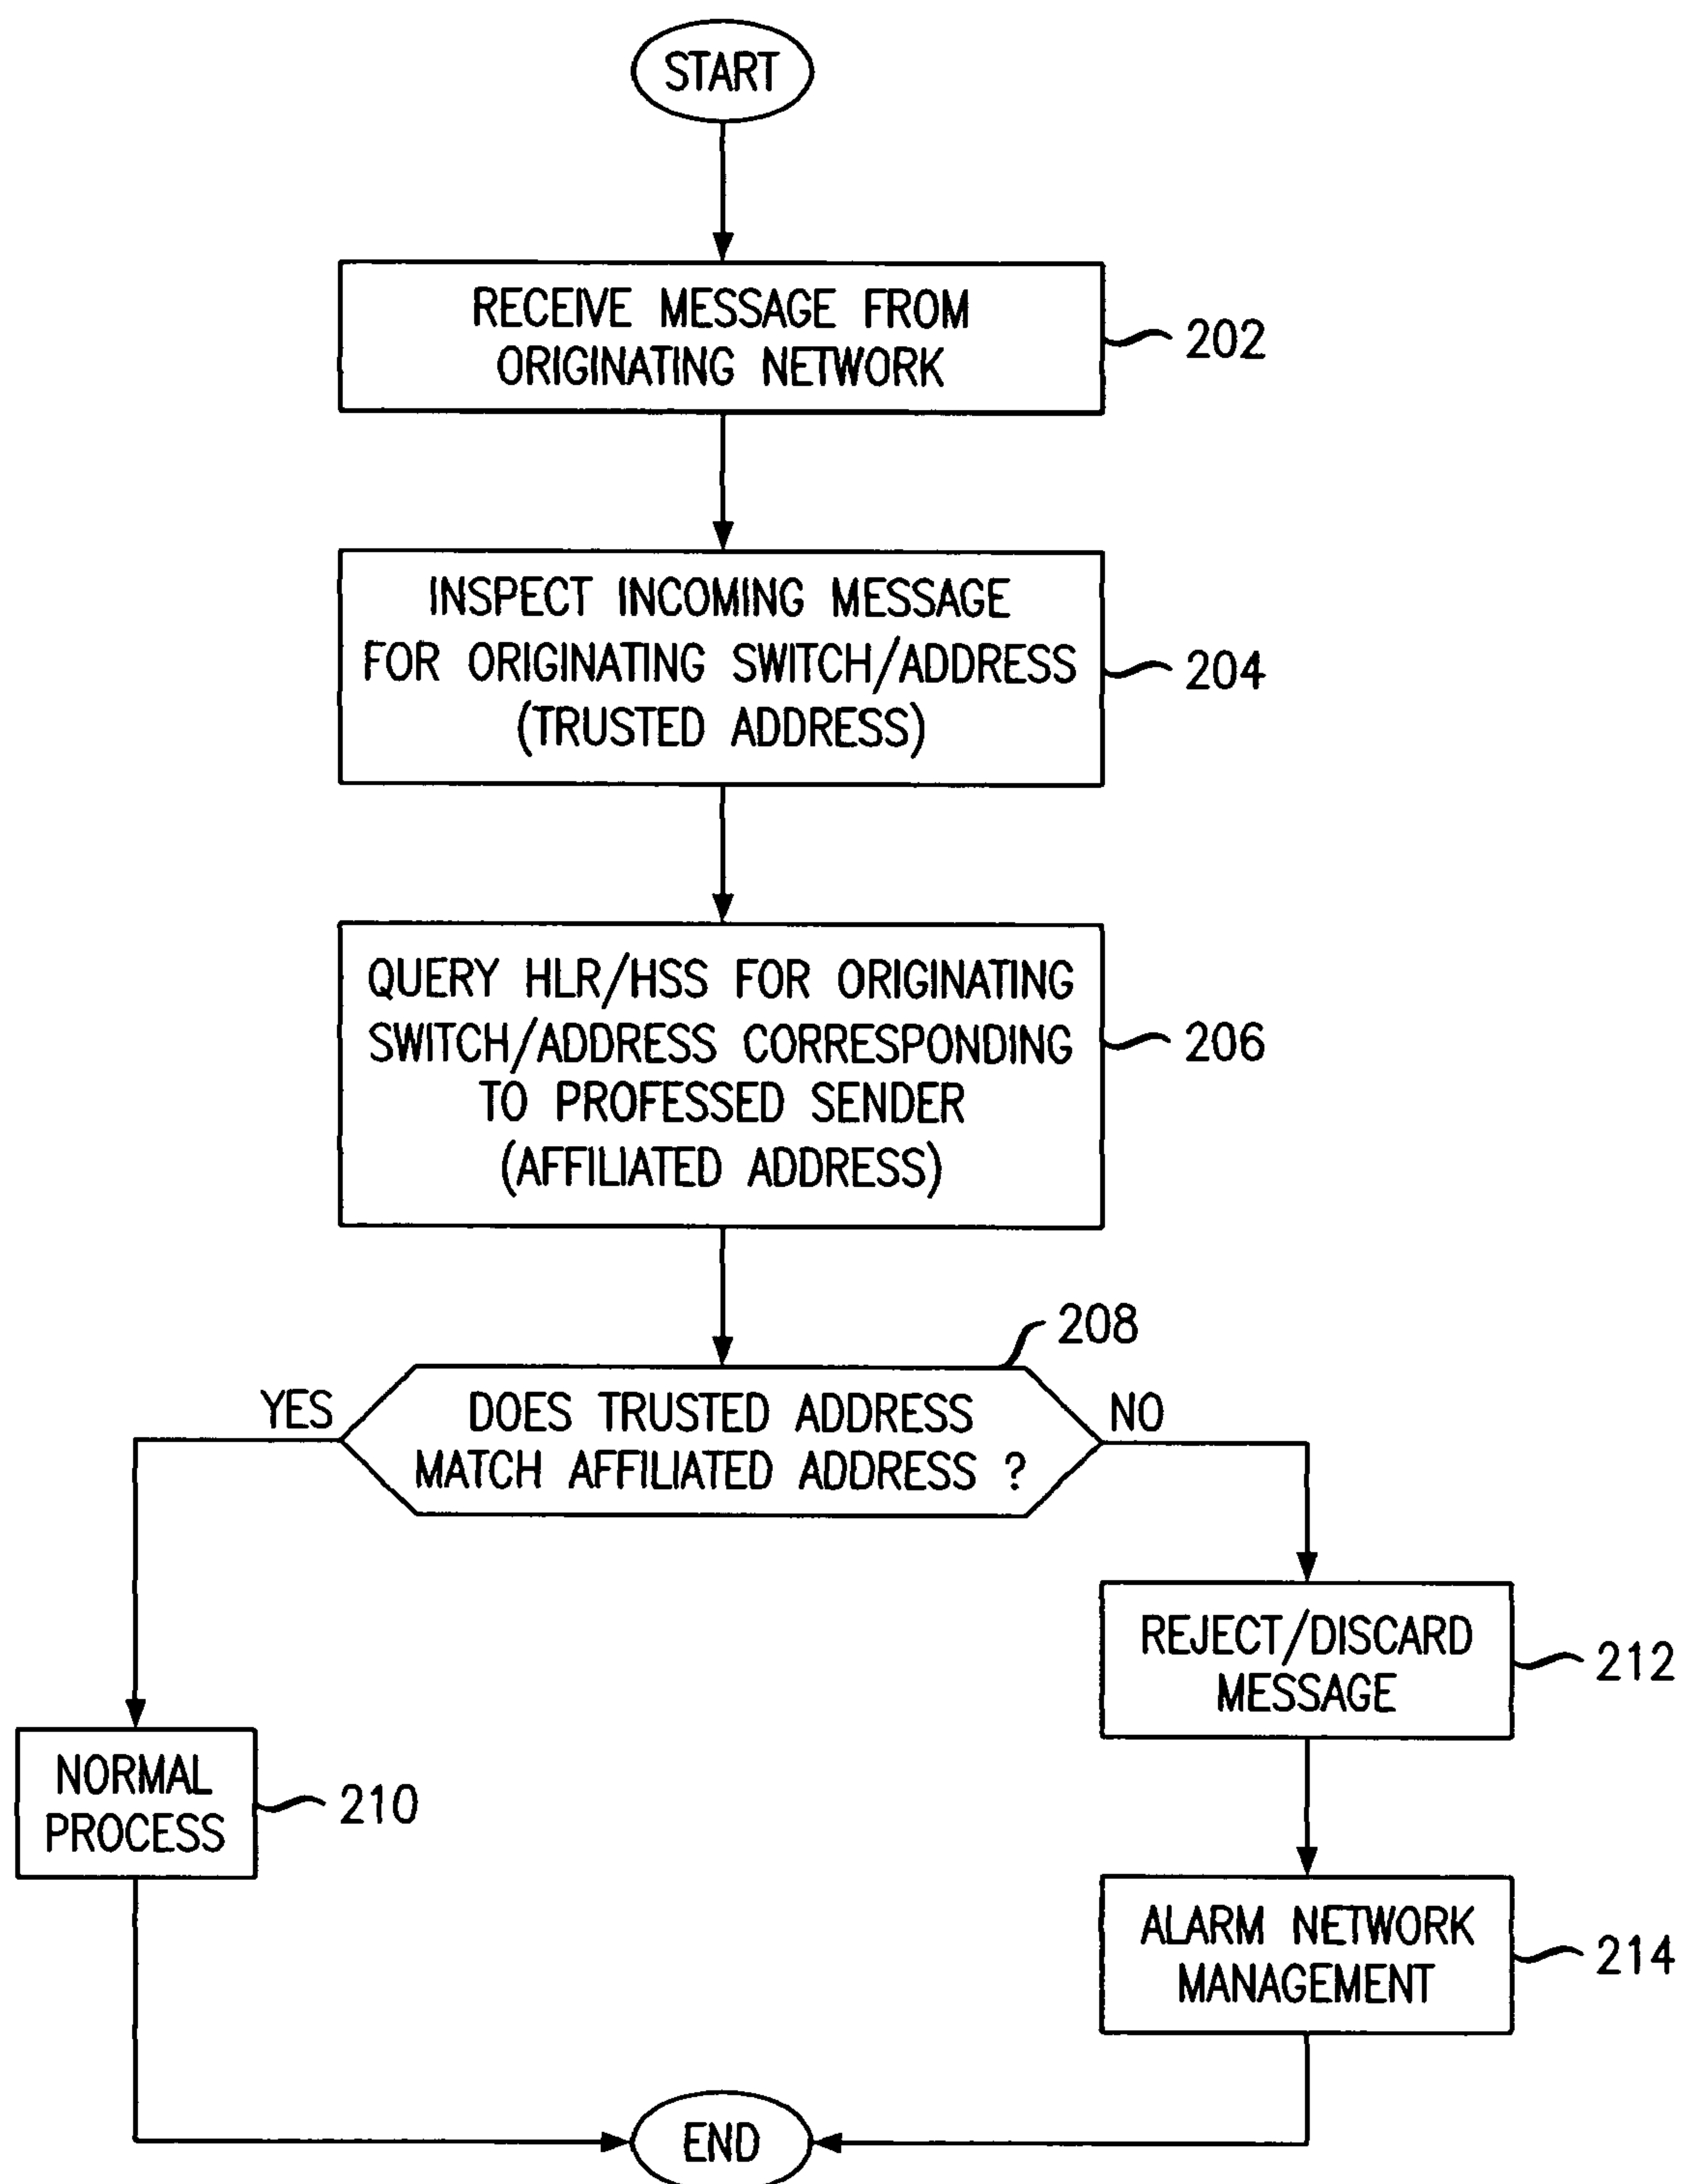 START
RECEIVE MESSAGE FROM
ORIGINATING NETWORK
202
INSPECT INCOMING MESSAGE
FOR ORIGINATING SWITCH/ADDRESS
(TRUSTED ADDRESS)
204
QUERY HLR/HSS FOR ORIGINATING
SWITCH/ADDRESS CORRESPONDING
TO PROFESSED SENDER
(AFFILIATED ADDRESS)
206
208
YES
DOES TRUSTED ADDRESS
MATCH AFFILIATED ADDRESS ?
NO
REJECT/DISCARD
MESSAGE
212
NORMAL
PROCESS
210
ALARM NETWORK
MANAGEMENT
214
END